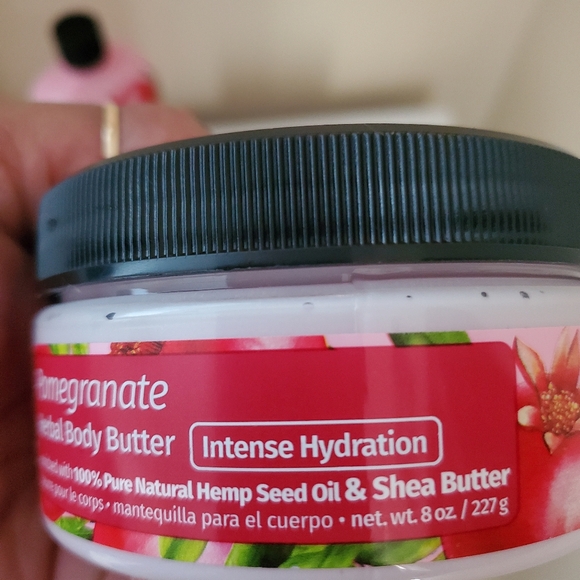 Pomegranate
Herbal Body Butter Intense Hydration
with 100% Pure Natural Hemp Seed Oil & Shea Butter
pour le corps • mantequilla para el cuerpo • net. wt. 8 oz. / 227 g